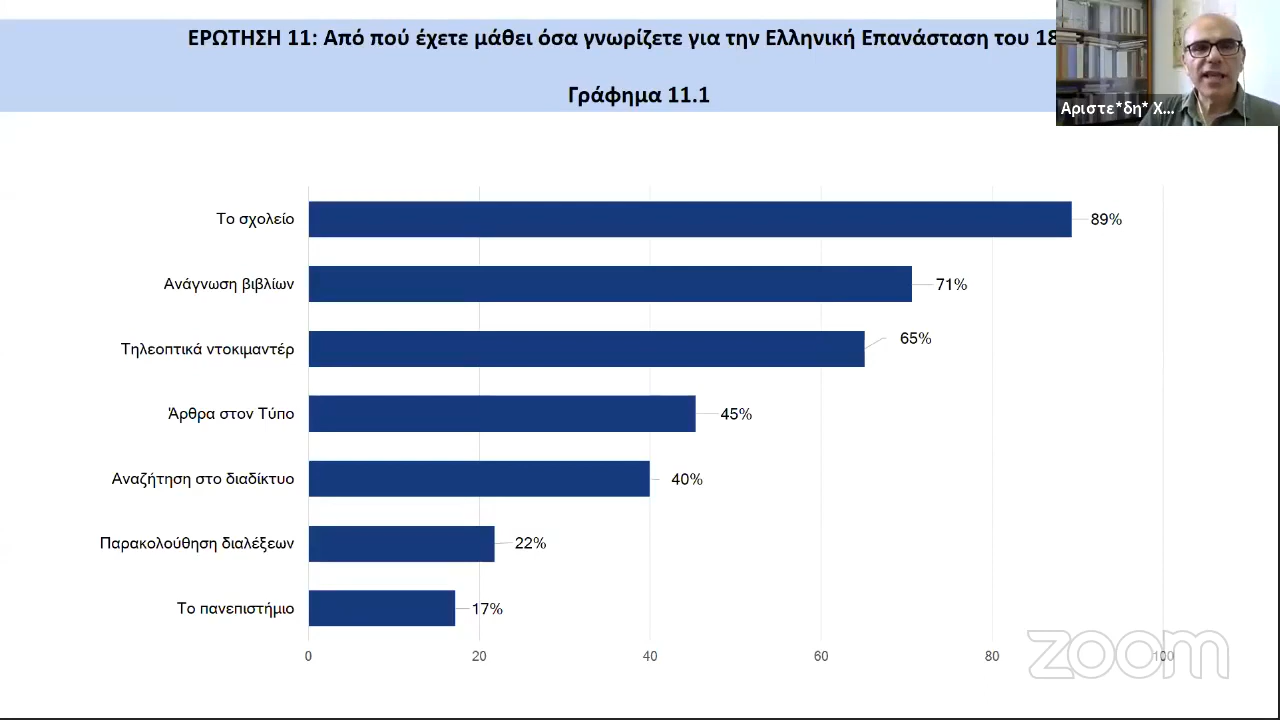 ΕΡΩΤΗΣΗ 11: Από πού έχετε μάθει όσα γνωρίζετε για την Ελληνική Επανάσταση του 18
Γράφημα 11.1
Αριστε*δη* Χ...
Το σχολείο 89%
Ανάγνωση βιβλίων 71%
Τηλεοπτικά ντοκιμαντέρ 65%
Άρθρα στον Τύπο 45%
Αναζήτηση στο διαδίκτυο 40%
Παρακολούθηση διαλέξεων 22%
Το πανεπιστήμιο 17%
0 20 40 60 80 100
zoom